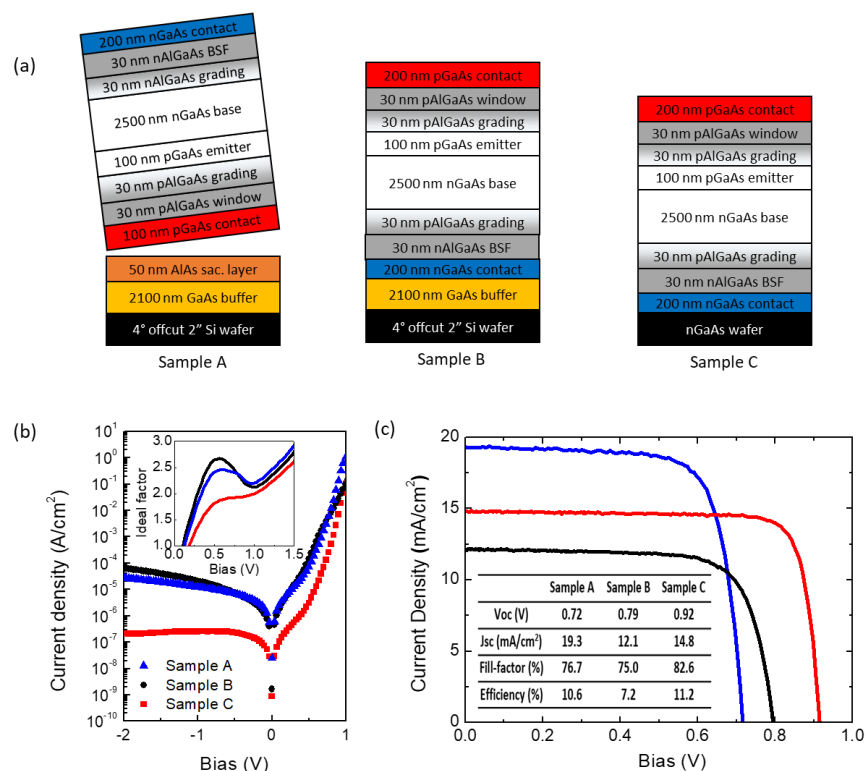 (a)
200 nm nGaAs contact
30 nm nAlGaAs BSF
30 nm nAlGaAs grading
2500 nm nGaAs base
100 nm pGaAs emitter
30 nm pAlGaAs grading
30 nm pAlGaAs window
100 nm pGaAs contact
50 nm AlAs sac. layer
2100 nm GaAs buffer
4° offcut 2” Si wafer
Sample A
200 nm pGaAs contact
30 nm pAlGaAs window
30 nm pAlGaAs grading
100 nm pGaAs emitter
2500 nm nGaAs base
30 nm pAlGaAs grading
30 nm nAlGaAs BSF
200 nm nGaAs contact
2100 nm GaAs buffer
4° offcut 2” Si wafer
Sample B
200 nm pGaAs contact
30 nm pAlGaAs window
30 nm pAlGaAs grading
100 nm pGaAs emitter
2500 nm nGaAs base
30 nm pAlGaAs grading
30 nm nAlGaAs BSF
200 nm nGaAs contact
nGaAs wafer
Sample C
(b)
Current density (A/cm²)
10¹
10⁰
10⁻¹
10⁻²
10⁻³
10⁻⁴
10⁻⁵
10⁻⁶
10⁻⁷
10⁻⁸
10⁻⁹
10⁻¹⁰
-2 -1 0 1
Bias (V)
Ideal factor
3.0
2.5
2.0
1.5
1
0.0 0.5 1.0 1.5
Bias (V)
Sample A
Sample B
Sample C
(c)
Current Density (mA/cm²)
20
15
10
5
0
0.0 0.2 0.4 0.6 0.8 1.0
Bias (V)
Sample A Sample B Sample C
Voc (V) 0.72 0.79 0.92
Jsc (mA/cm²) 19.3 12.1 14.8
Fill-factor (%) 76.7 75.0 82.6
Efficiency (%) 10.6 7.2 11.2